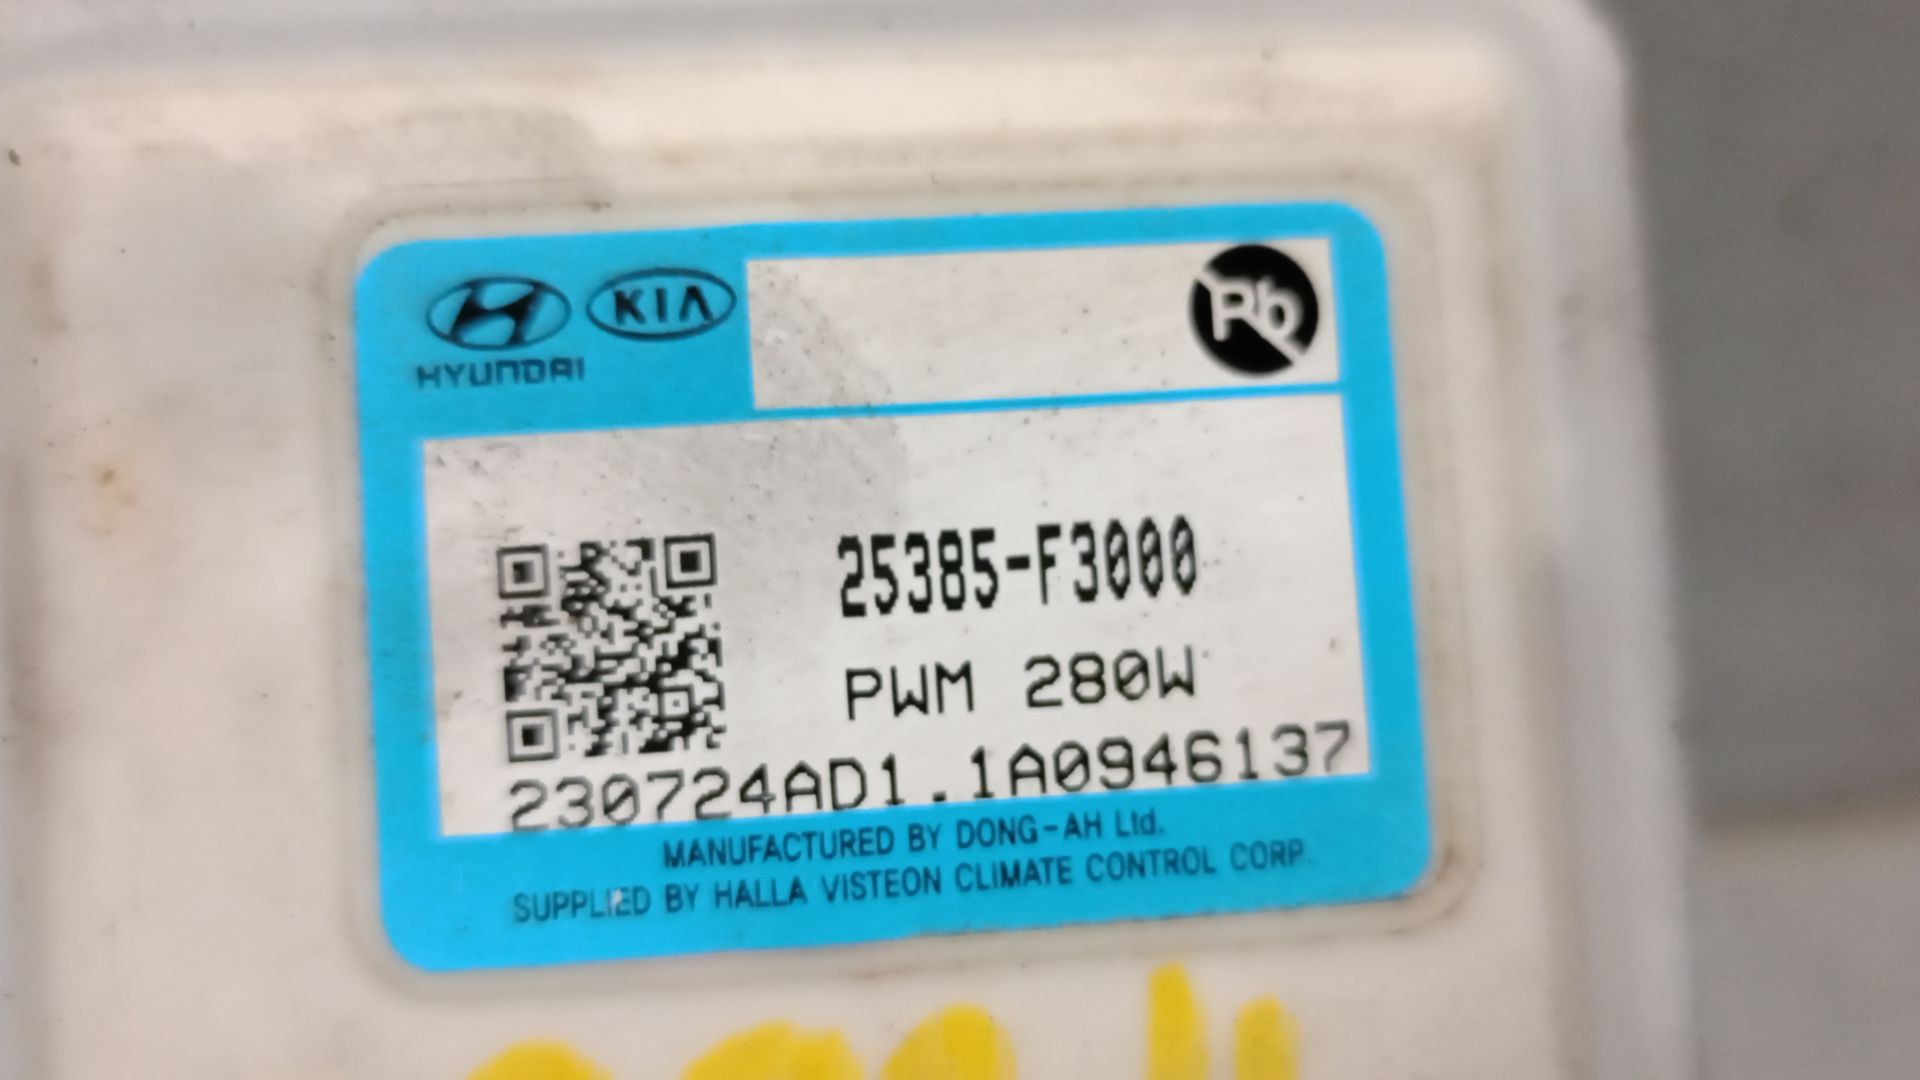 HYUNDAI
KIA
Pb
25385-F3000
PWM 280W
230724AD1.1A0946137
MANUFACTURED BY DONG-AH Ltd.
SUPPLIED BY HALLA VISTEON CLIMATE CONTROL CORP.